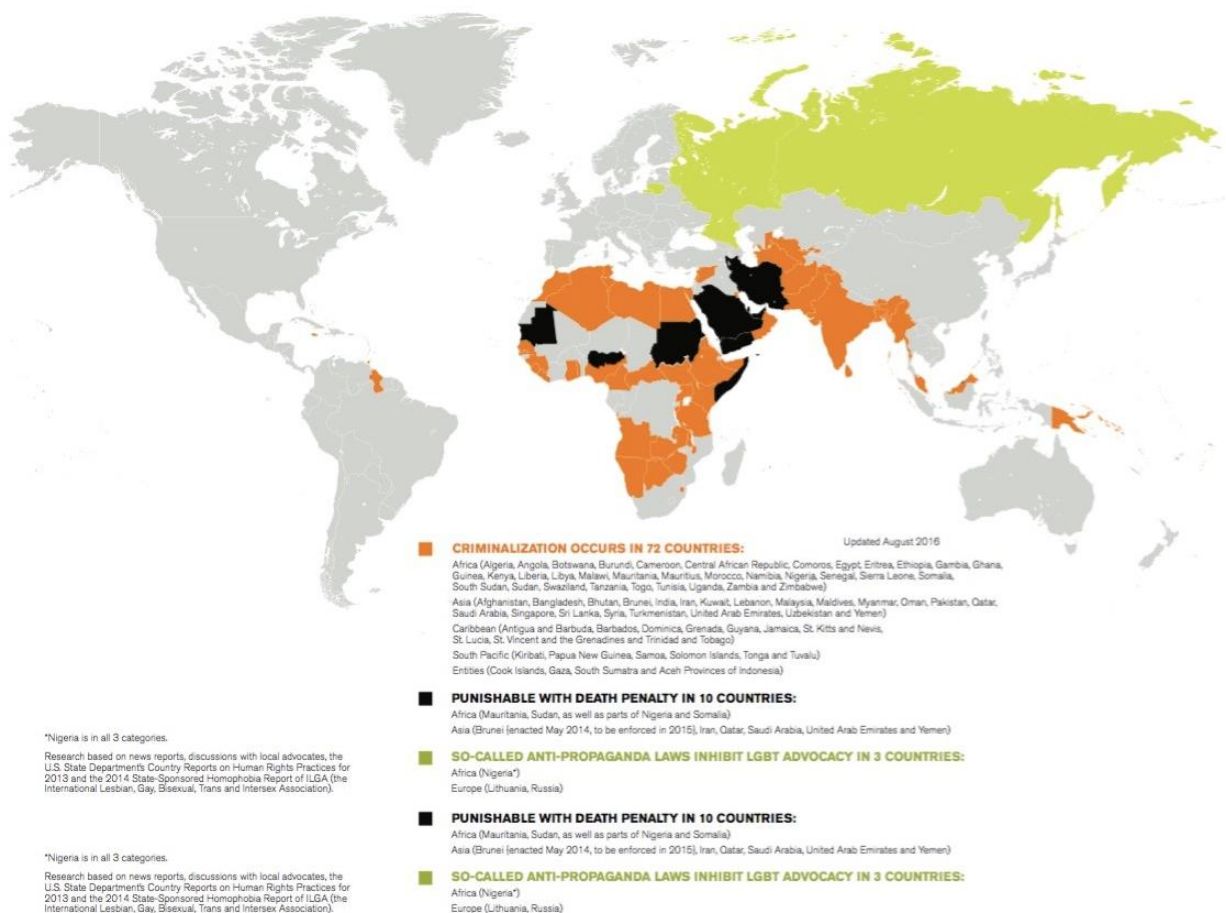 Updated August 2016
CRIMINALIZATION OCCURS IN 72 COUNTRIES:
Africa (Algeria, Angola, Botswana, Burundi, Cameroon, Central African Republic, Comoros, Egypt, Eritrea, Ethiopia, Gambia, Ghana,
Guinea, Kenya, Liberia, Libya, Malawi, Mauritania, Mauritius, Morocco, Namibia, Nigeria, Senegal, Sierra Leone, Somalia,
South Sudan, Sudan, Swaziland, Tanzania, Togo, Tunisia, Uganda, Zambia and Zimbabwe)
Asia (Afghanistan, Bangladesh, Bhutan, Brunei, India, Iran, Kuwait, Lebanon, Malaysia, Maldives, Myanmar, Oman, Pakistan, Qatar,
Saudi Arabia, Singapore, Sri Lanka, Syria, Turkmenistan, United Arab Emirates, Uzbekistan and Yemen)
Caribbean (Antigua and Barbuda, Barbados, Dominica, Grenada, Guyana, Jamaica, St. Kitts and Nevis,
St. Lucia, St. Vincent and the Grenadines and Trinidad and Tobago)
South Pacific (Kiribati, Papua New Guinea, Samoa, Solomon Islands, Tonga and Tuvalu)
Entities (Cook Islands, Gaza, South Sumatra and Aceh Provinces of Indonesia)
PUNISHABLE WITH DEATH PENALTY IN 10 COUNTRIES:
Africa (Mauritania, Sudan, as well as parts of Nigeria and Somalia)
Asia (Brunei [enacted May 2014, to be enforced in 2015], Iran, Qatar, Saudi Arabia, United Arab Emirates and Yemen)
SO-CALLED ANTI-PROPAGANDA LAWS INHIBIT LGBT ADVOCACY IN 3 COUNTRIES:
Africa (Nigeria*)
Europe (Lithuania, Russia)
*Nigeria is in all 3 categories.
Research based on news reports, discussions with local advocates, the
U.S. State Department's Country Reports on Human Rights Practices for
2013 and the 2014 State-Sponsored Homophobia Report of ILGA (the
International Lesbian, Gay, Bisexual, Trans and Intersex Association).
PUNISHABLE WITH DEATH PENALTY IN 10 COUNTRIES:
Africa (Mauritania, Sudan, as well as parts of Nigeria and Somalia)
Asia (Brunei [enacted May 2014, to be enforced in 2015], Iran, Qatar, Saudi Arabia, United Arab Emirates and Yemen)
SO-CALLED ANTI-PROPAGANDA LAWS INHIBIT LGBT ADVOCACY IN 3 COUNTRIES:
Africa (Nigeria*)
Europe (Lithuania, Russia)
*Nigeria is in all 3 categories.
Research based on news reports, discussions with local advocates, the
U.S. State Department's Country Reports on Human Rights Practices for
2013 and the 2014 State-Sponsored Homophobia Report of ILGA (the
International Lesbian, Gay, Bisexual, Trans and Intersex Association).